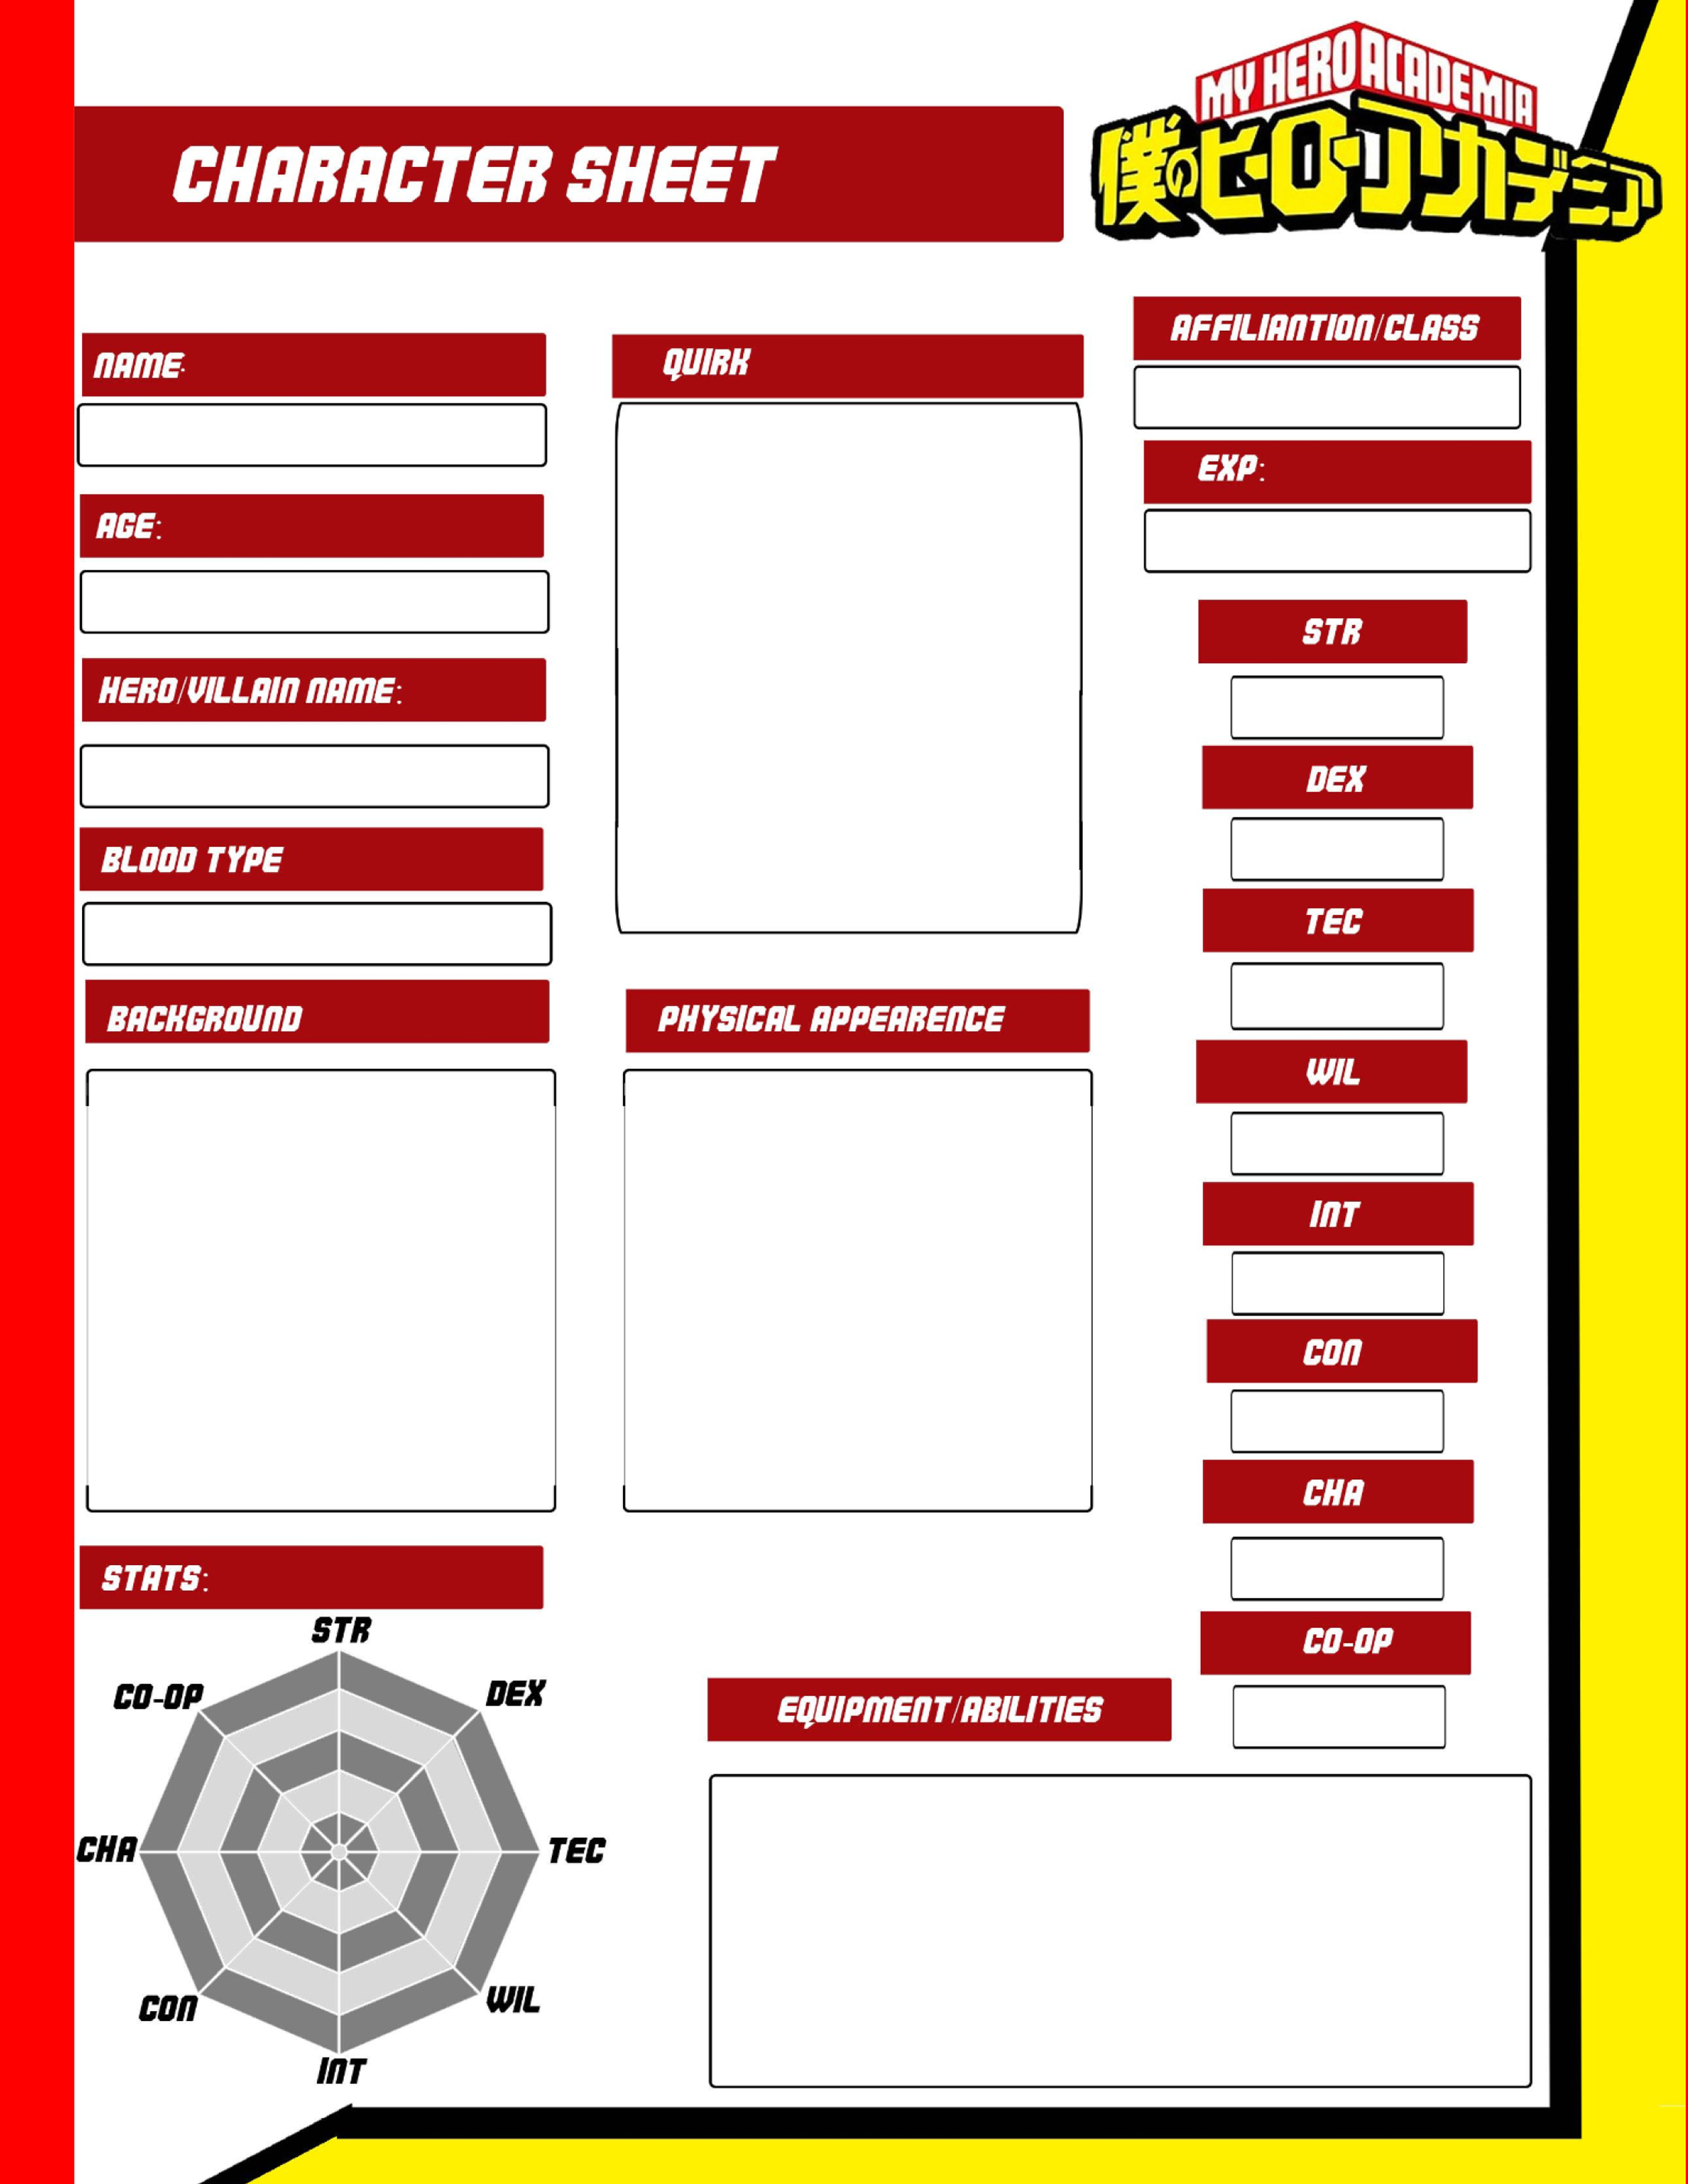 MY HERO ACADEMIA
僕のヒーローアカデミア
CHARACTER SHEET
NAME:
AGE:
HERO/VILLAIN NAME:
BLOOD TYPE
BACKGROUND
QUIRK
PHYSICAL APPEARENCE
AFFILIANTION/CLASS
EXP:
STR
DEX
TEC
WIL
INT
CON
CHA
CO-OP
STATS:
STR
DEX
TEC
WIL
INT
CON
CHA
CO-OP
EQUIPMENT/ABILITIES